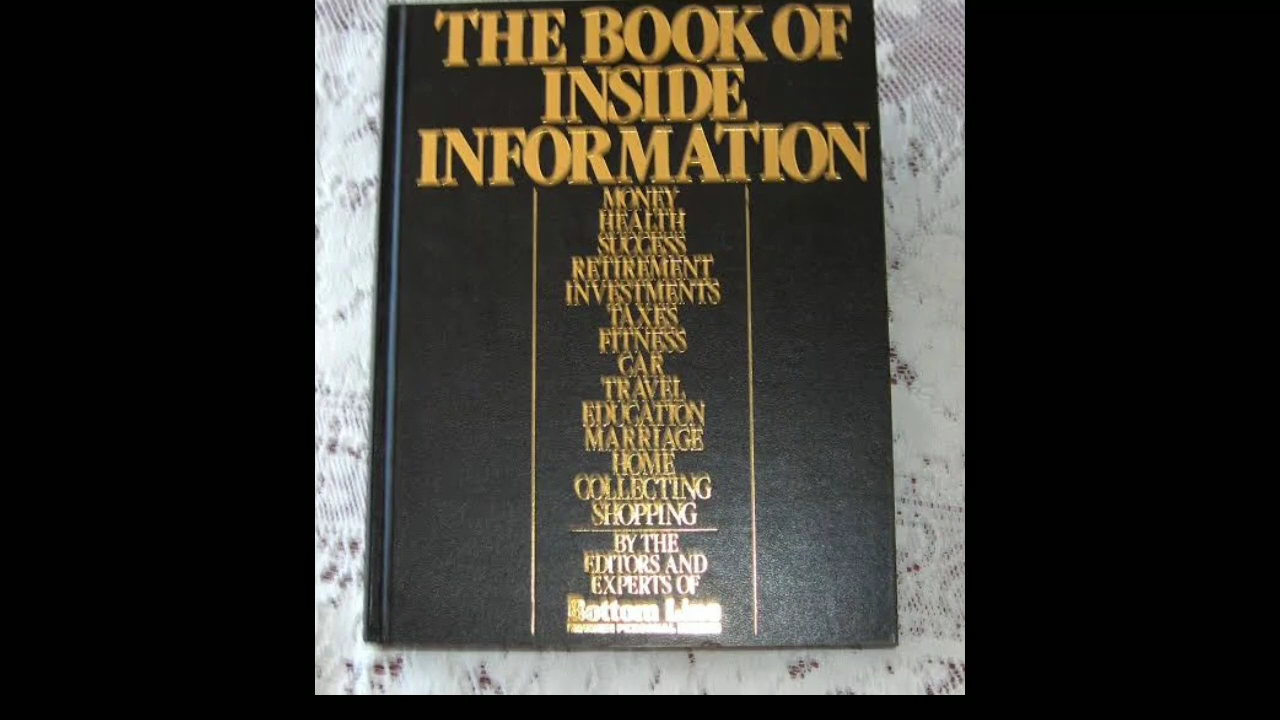 THE BOOK OF
INSIDE
INFORMATION
MONEY
HEALTH
SUCCESS
RETIREMENT
INVESTMENTS
TAXES
FITNESS
CAR
TRAVEL
EDUCATION
MARRIAGE
HOME
COLLECTING
SHOPPING
BY THE
EDITORS AND
EXPERTS OF
Bottom Line
PERSONAL